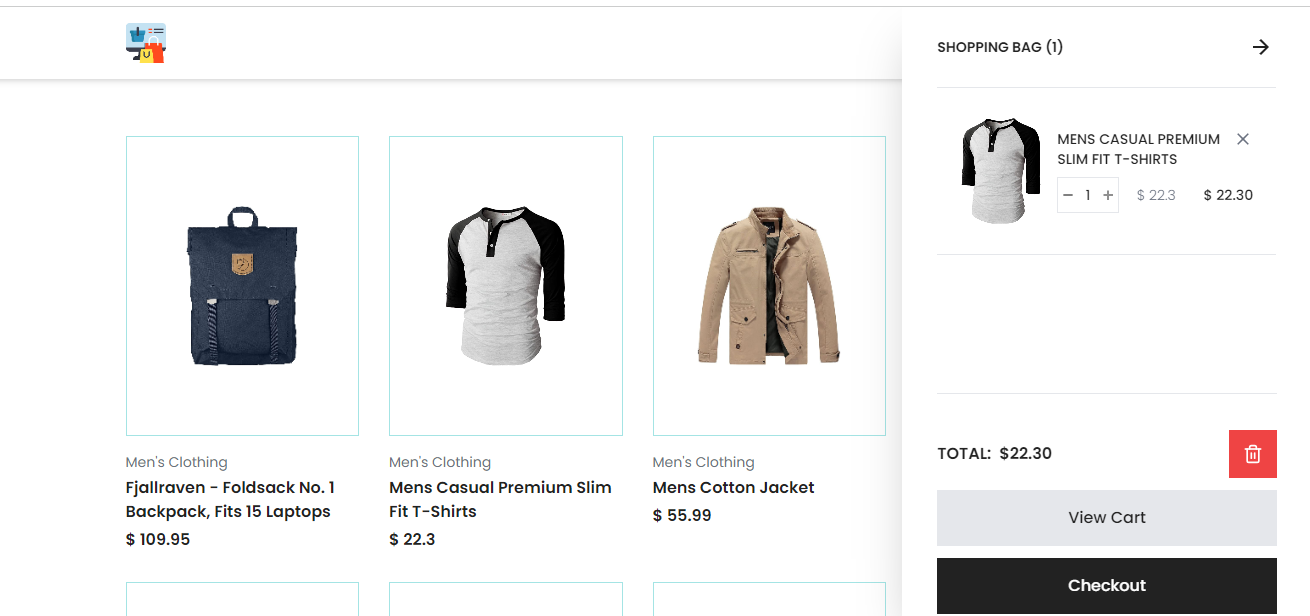 SHOPPING BAG (1)
MENS CASUAL PREMIUM
SLIM FIT T-SHIRTS
− 1 + $ 22.3 $ 22.30
Men's Clothing
Fjallraven - Foldsack No. 1
Backpack, Fits 15 Laptops
$ 109.95
Men's Clothing
Mens Casual Premium Slim
Fit T-Shirts
$ 22.3
Men's Clothing
Mens Cotton Jacket
$ 55.99
TOTAL: $22.30
View Cart
Checkout